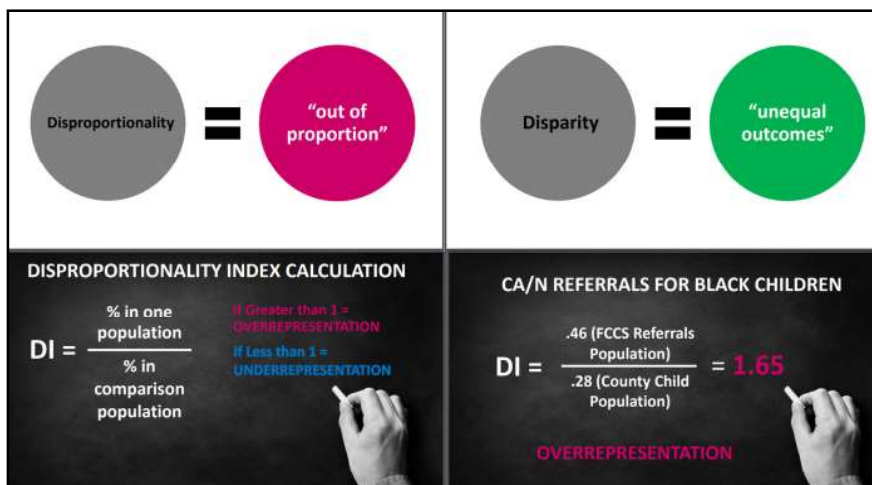 Disproportionality
=
"out of
proportion"
Disparity
=
"unequal
outcomes"
DISPROPORTIONALITY INDEX CALCULATION
DI =
% in one
population
% in
comparison
population
If Greater than 1 =
OVERREPRESENTATION
If Less than 1 =
UNDERREPRESENTATION
CA/N REFERRALS FOR BLACK CHILDREN
DI =
.46 (FCCS Referrals
Population)
.28 (County Child
Population)
= 1.65
OVERREPRESENTATION